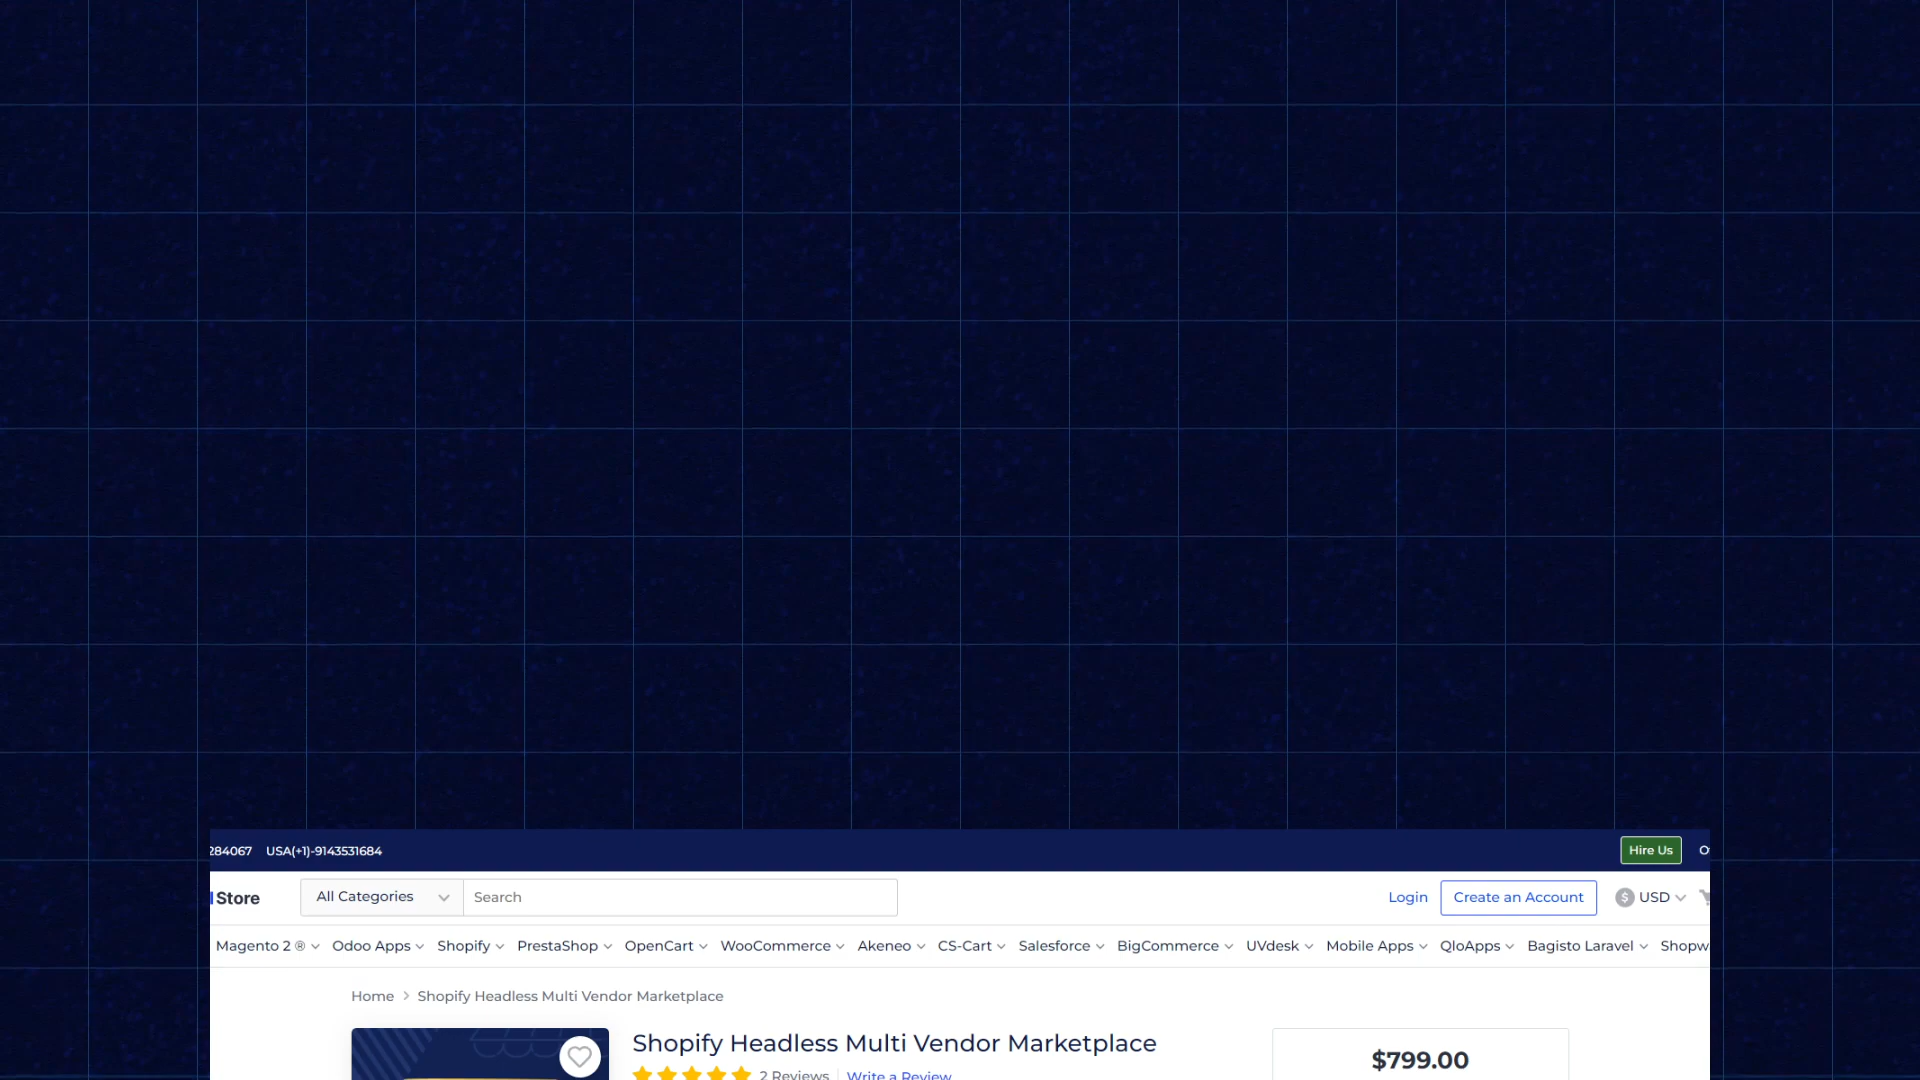 284067 USA(+1)-9143531684 Hire Us
Store All Categories Search Login Create an Account $ USD
Magento 2 ® Odoo Apps Shopify PrestaShop OpenCart WooCommerce Akeneo CS-Cart Salesforce BigCommerce UVdesk Mobile Apps QloApps Bagisto Laravel Shopw
Home > Shopify Headless Multi Vendor Marketplace
Shopify Headless Multi Vendor Marketplace $799.00
2 Reviews Write a Review